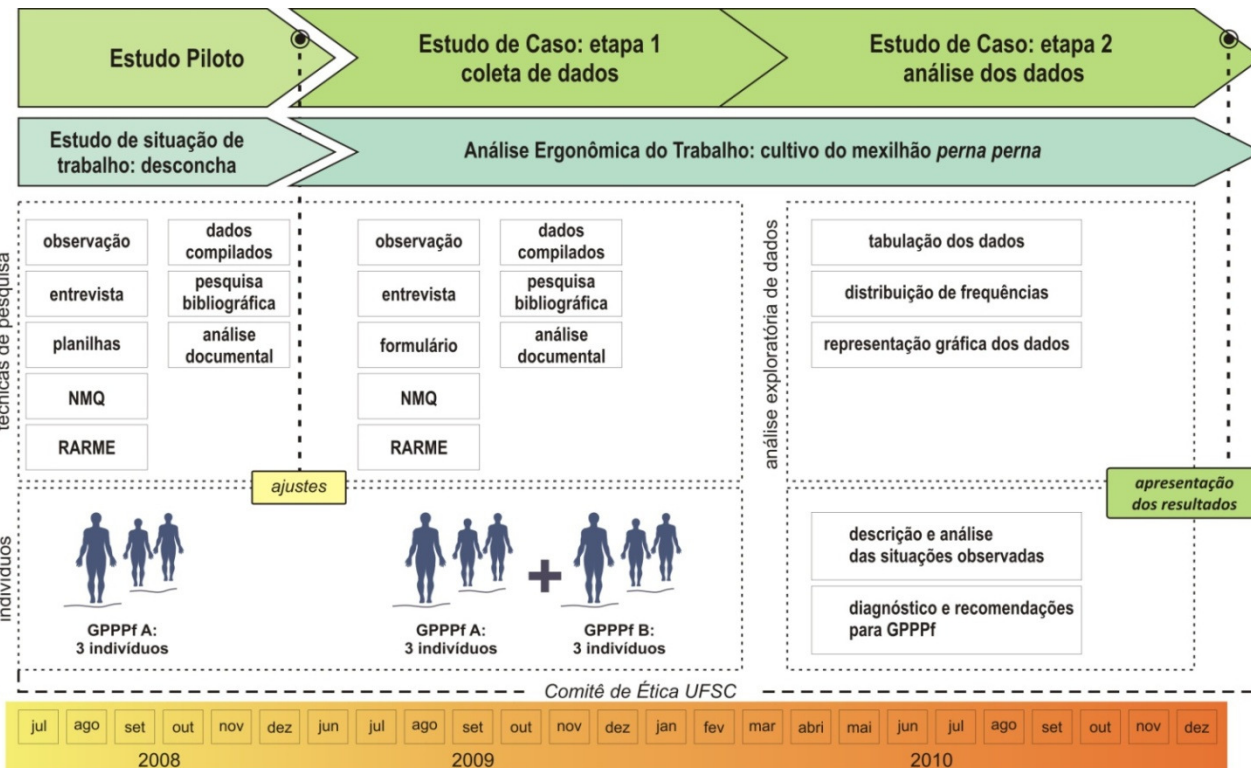 Estudo Piloto
Estudo de Caso: etapa 1
coleta de dados
Estudo de Caso: etapa 2
análise dos dados
Estudo de situação de
trabalho: desconcha
Análise Ergonômica do Trabalho: cultivo do mexilhão perna perna
técnicas de pesquisa
observação
entrevista
planilhas
NMQ
RARME
dados
compilados
pesquisa
bibliográfica
análise
documental
observação
entrevista
formulário
NMQ
RARME
dados
compilados
pesquisa
bibliográfica
análise
documental
análise exploratória de dados
tabulação dos dados
distribuição de frequências
representação gráfica dos dados
ajustes
apresentação
dos resultados
indivíduos
GPPPf A:
3 indivíduos
GPPPf A:
3 indivíduos
+
GPPPf B:
3 indivíduos
descrição e análise
das situações observadas
diagnóstico e recomendações
para GPPPf
Comitê de Ética UFSC
jul ago set out nov dez jun jul ago set out nov dez jan fev mar abri mai jun jul ago set out nov dez
2008 2009 2010